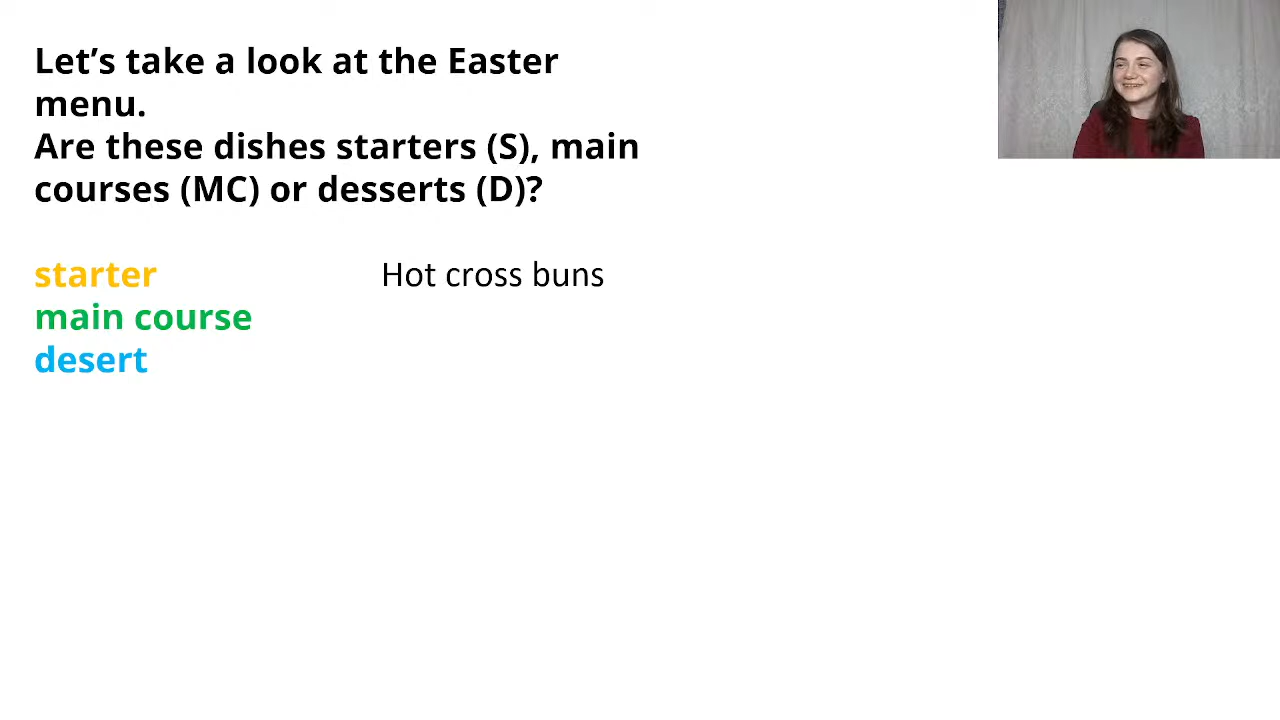 Let's take a look at the Easter
menu.
Are these dishes starters (S), main
courses (MC) or desserts (D)?
starter Hot cross buns
main course
desert